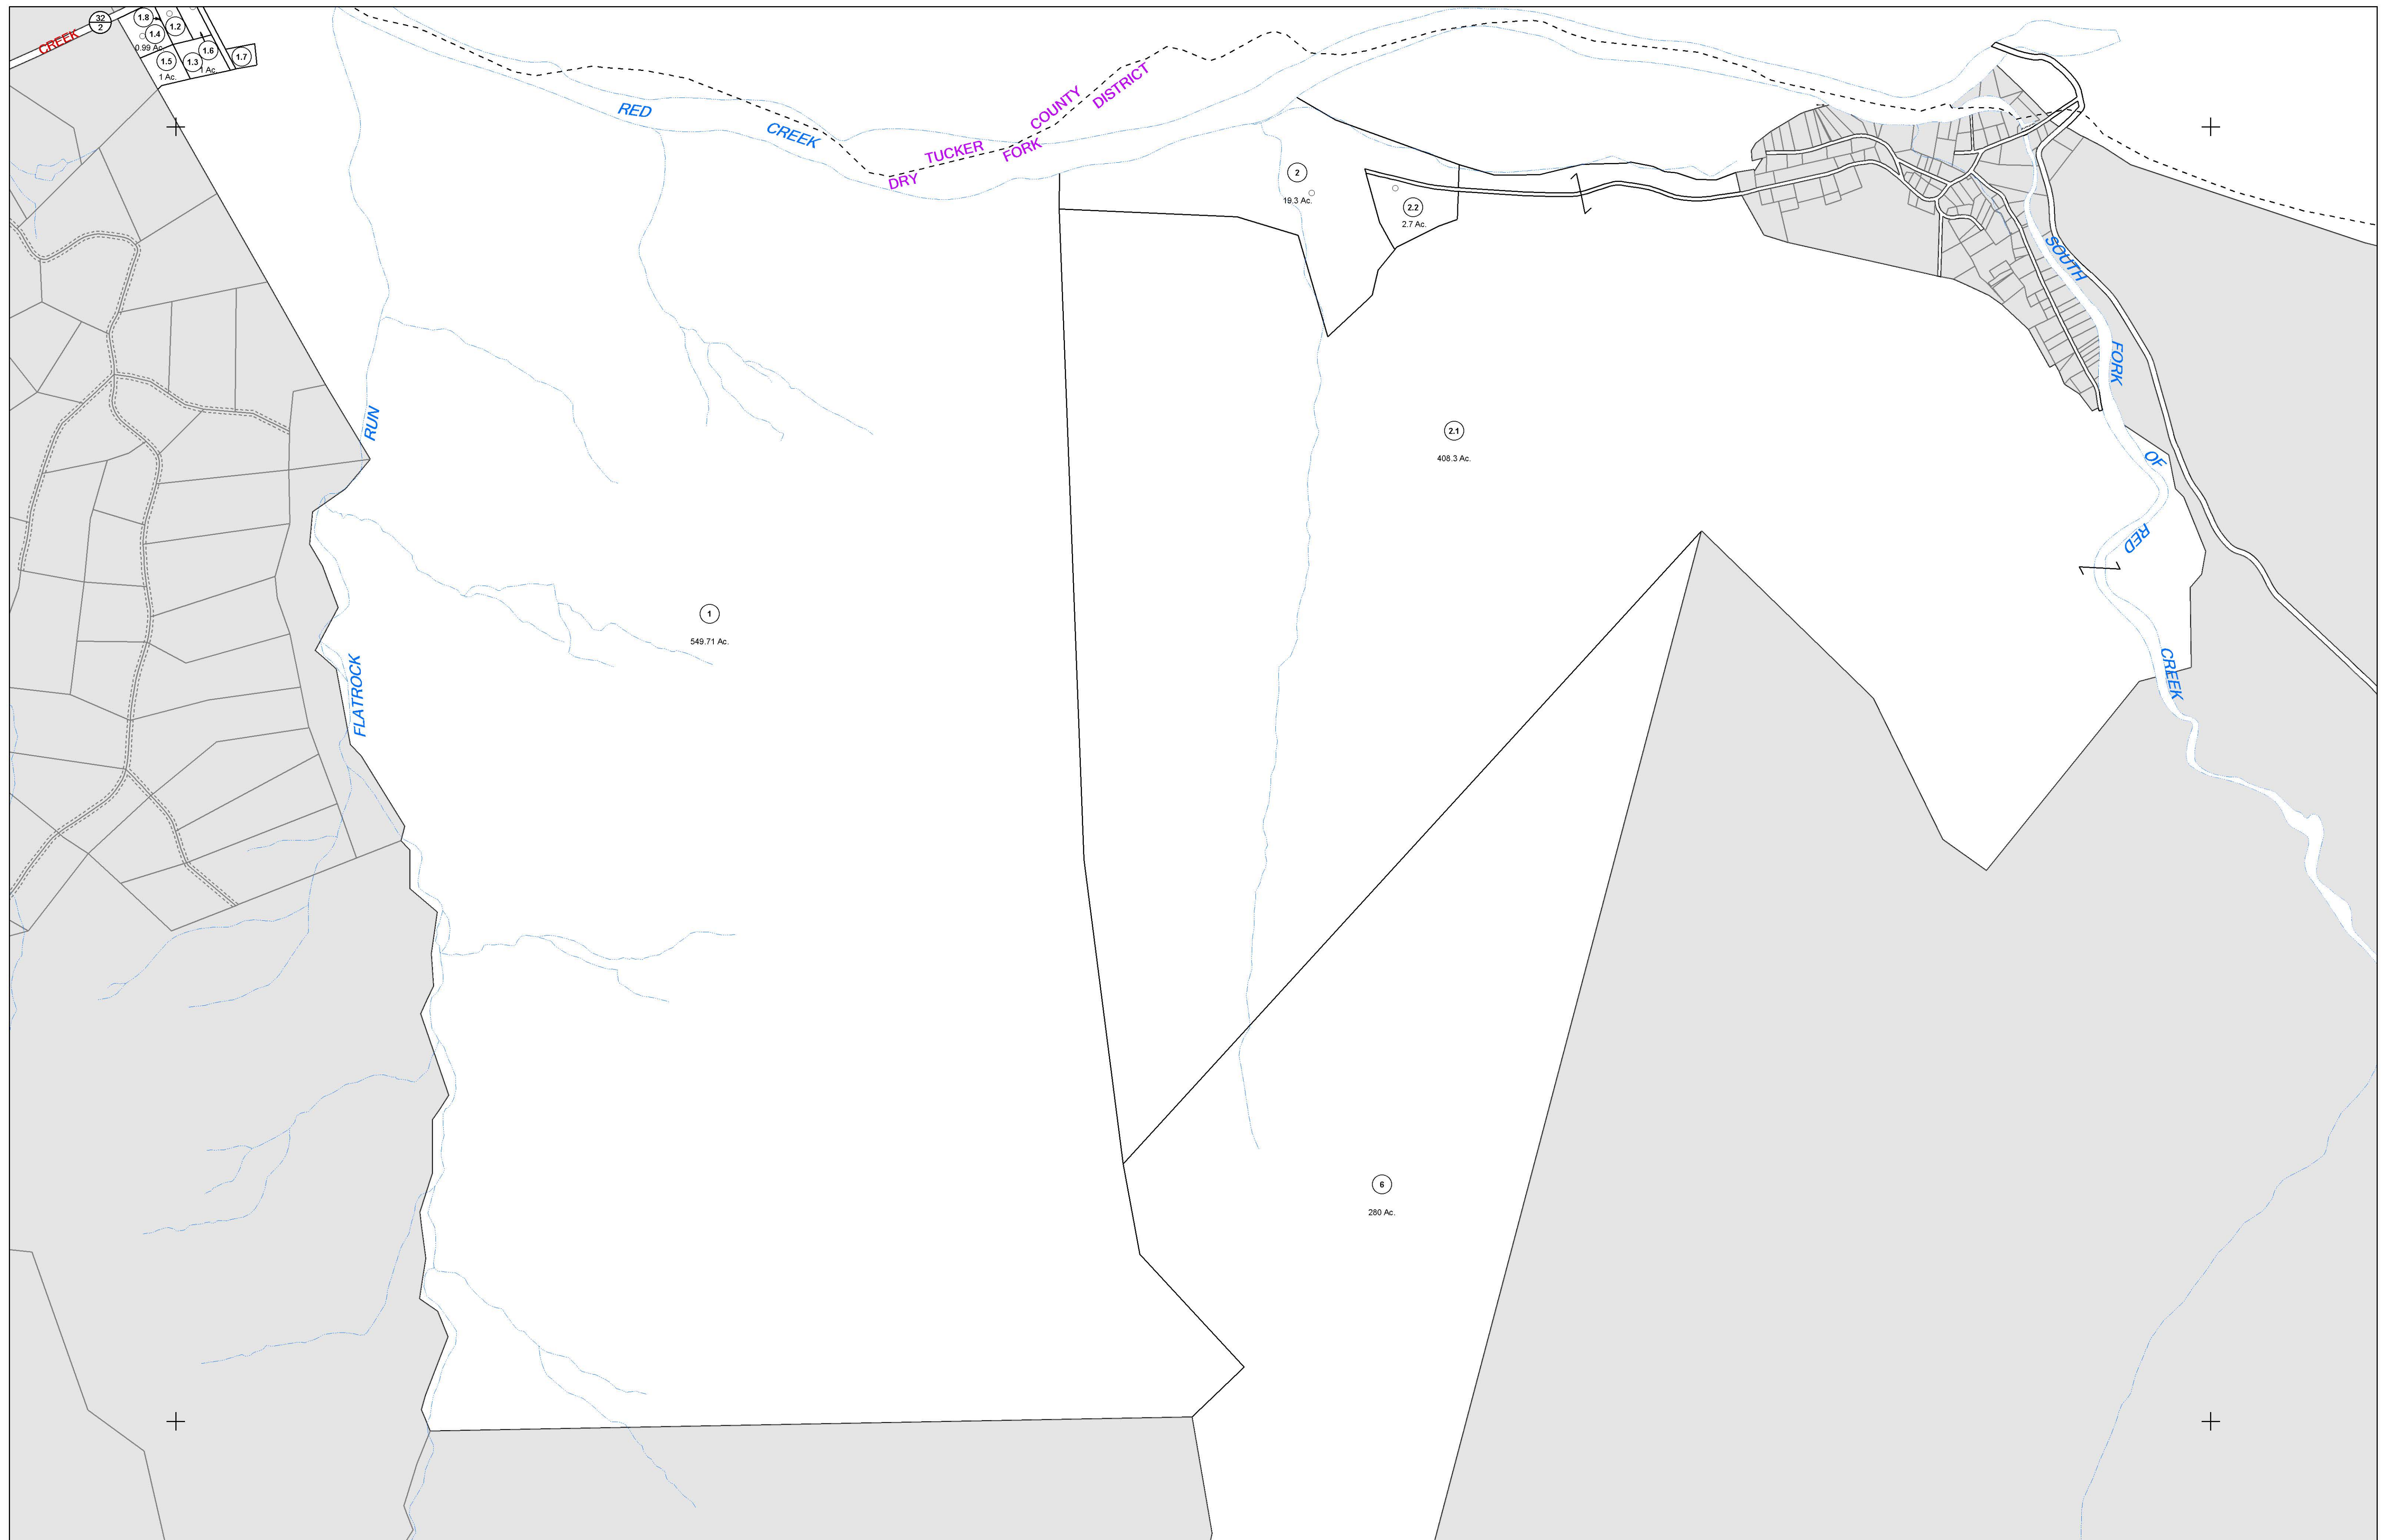 CREEK
32
2
1.8
1.2
1.4
0.99 Ac.
1.6
1.7
1.5
1.3
1 Ac.
1 Ac.
RED
CREEK
TUCKER
COUNTY
DRY
FORK
DISTRICT
2
19.3 Ac.
2.2
2.7 Ac.
SOUTH
FORK
OF
RED
CREEK
FLATROCK
RUN
2.1
408.3 Ac.
1
549.71 Ac.
6
280 Ac.